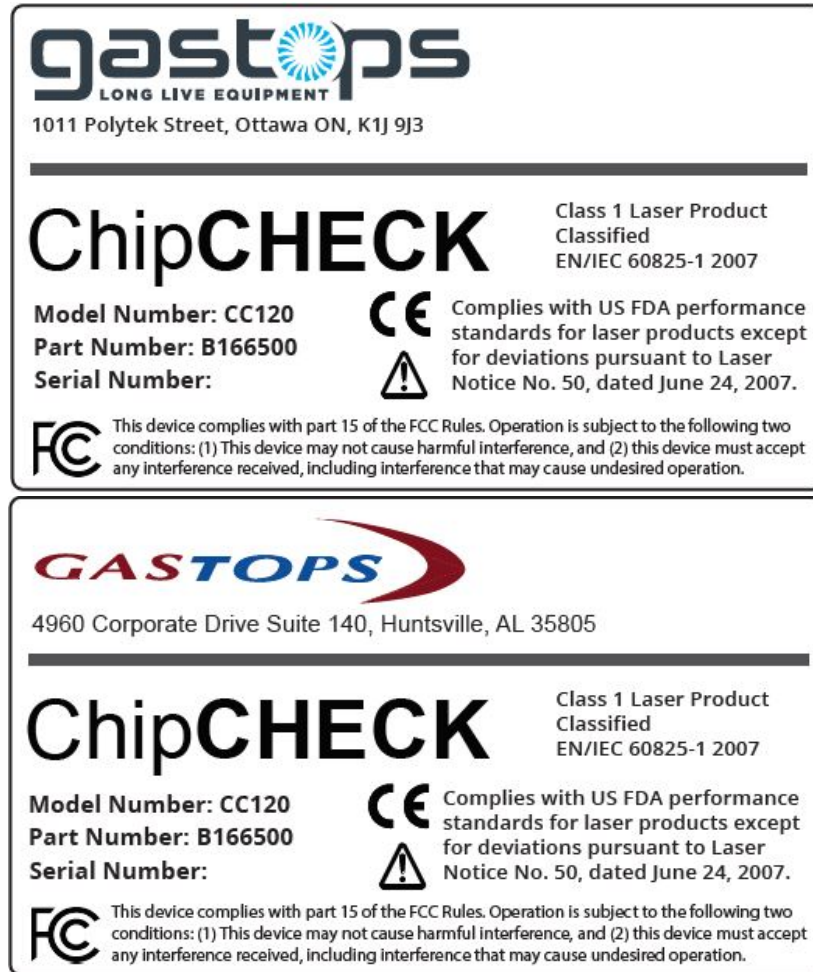 gastops
LONG LIVE EQUIPMENT
1011 Polytek Street, Ottawa ON, K1J 9J3
ChipCHECK
Class 1 Laser Product
Classified
EN/IEC 60825-1 2007
Model Number: CC120
Part Number: B166500
Serial Number:
CE
Complies with US FDA performance
standards for laser products except
for deviations pursuant to Laser
Notice No. 50, dated June 24, 2007.
FC
This device complies with part 15 of the FCC Rules. Operation is subject to the following two
conditions: (1) This device may not cause harmful interference, and (2) this device must accept
any interference received, including interference that may cause undesired operation.
GASTOPS
4960 Corporate Drive Suite 140, Huntsville, AL 35805
ChipCHECK
Class 1 Laser Product
Classified
EN/IEC 60825-1 2007
Model Number: CC120
Part Number: B166500
Serial Number:
CE
Complies with US FDA performance
standards for laser products except
for deviations pursuant to Laser
Notice No. 50, dated June 24, 2007.
FC
This device complies with part 15 of the FCC Rules. Operation is subject to the following two
conditions: (1) This device may not cause harmful interference, and (2) this device must accept
any interference received, including interference that may cause undesired operation.